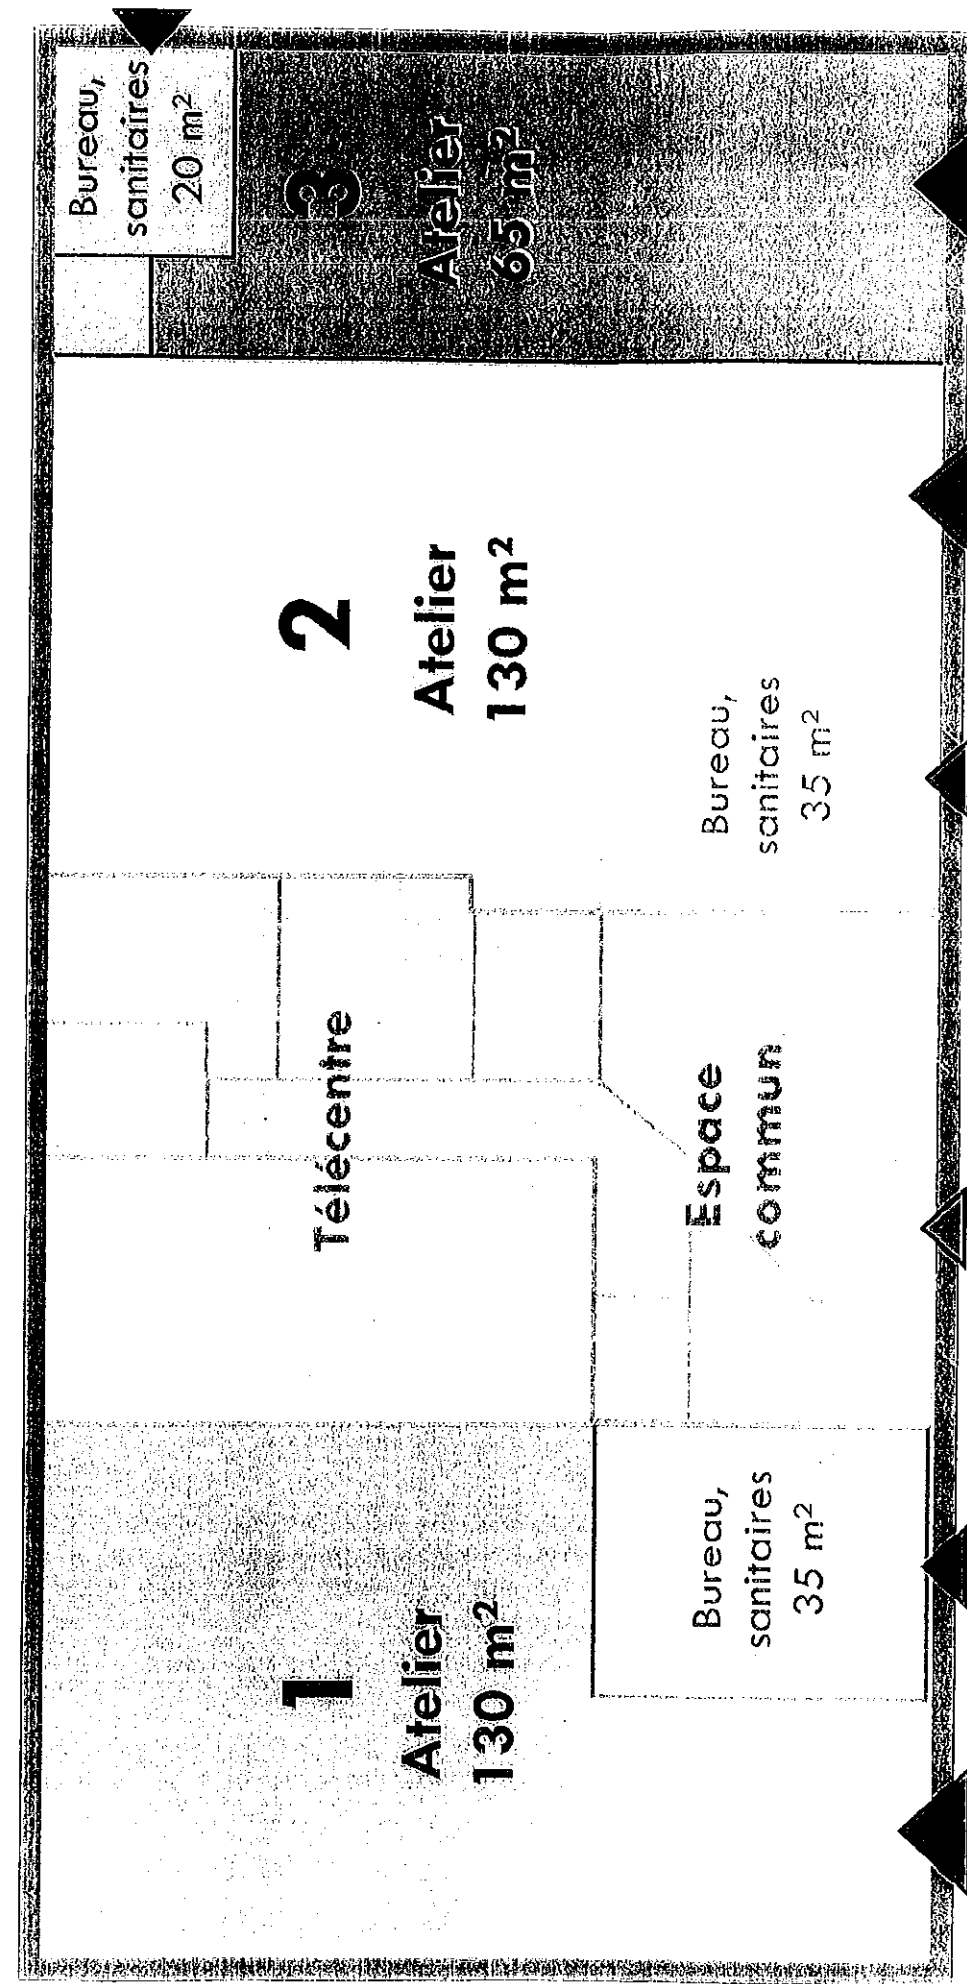 1
Atelier
130 m²
Bureau,
sanitaires
35 m²
Télécentre
Espace
commun
2
Atelier
130 m²
Bureau,
sanitaires
35 m²
3
Atelier
65 m²
Bureau,
sanitaires
20 m²